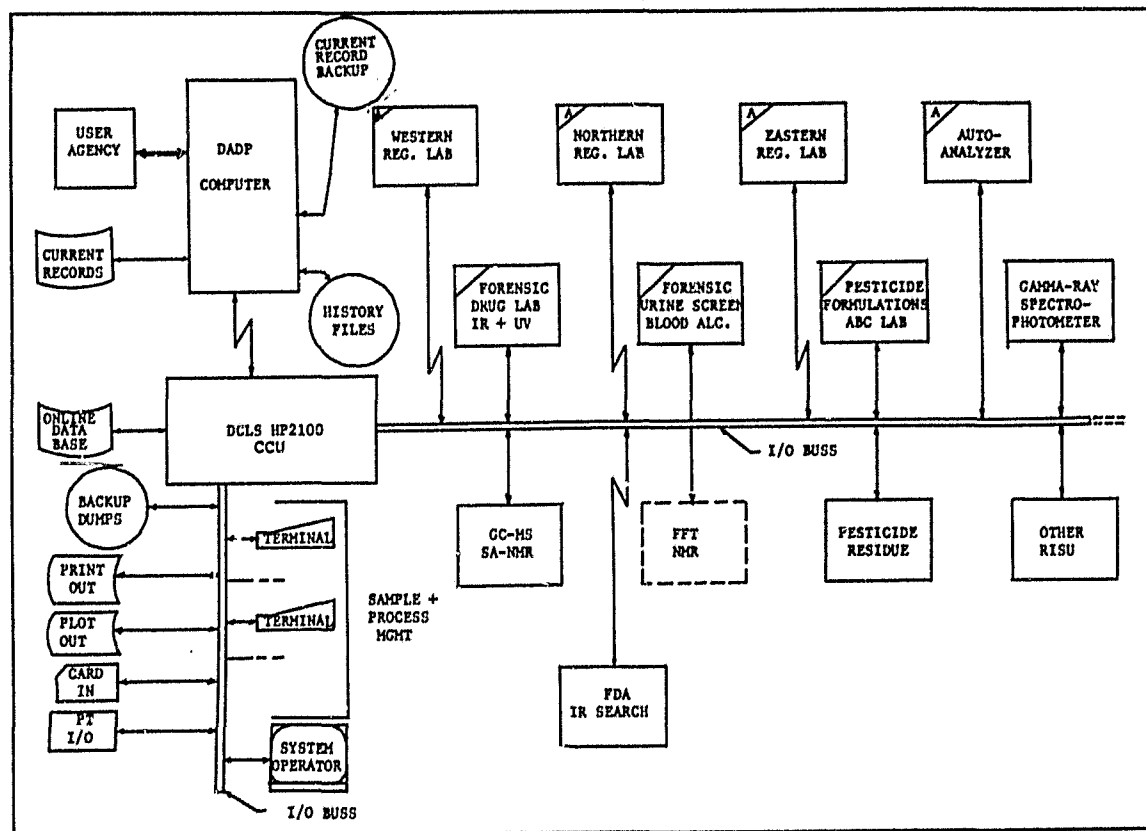 CURRENT
RECORD
BACKUP
USER
AGENCY
DADP
COMPUTER
CURRENT
RECORDS
HISTORY
FILES
WESTERN
REG. LAB
A
NORTHERN
REG. LAB
A
EASTERN
REG. LAB
A
AUTO-
ANALYZER
FORENSIC
DRUG LAB
IR + UV
FORENSIC
URINE SCREEN
BLOOD ALC.
PESTICIDE
FORMULATIONS
ABC LAB
GAMMA-RAY
SPECTRO-
PHOTOMETER
ONLINE
DATA
BASE
DCLS HP2100
CCU
I/O BUSS
BACKUP
DUMPS
PRINT
OUT
PLOT
OUT
CARD
IN
PT
I/O
TERMINAL
TERMINAL
SAMPLE +
PROCESS
MGMT
SYSTEM
OPERATOR
I/O BUSS
GC-MS
SA-NMR
FFT
NMR
PESTICIDE
RESIDUE
OTHER
RISU
FDA
IR SEARCH